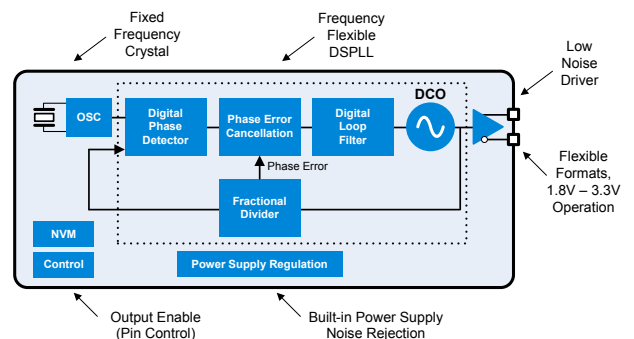 Fixed
Frequency
Crystal
Frequency
Flexible
DSPLL
Low
Noise
Driver
OSC
Digital
Phase
Detector
Phase Error
Cancellation
Digital
Loop
Filter
DCO
Phase Error
Fractional
Divider
Flexible
Formats,
1.8V – 3.3V
Operation
NVM
Control
Power Supply Regulation
Output Enable
(Pin Control)
Built-in Power Supply
Noise Rejection